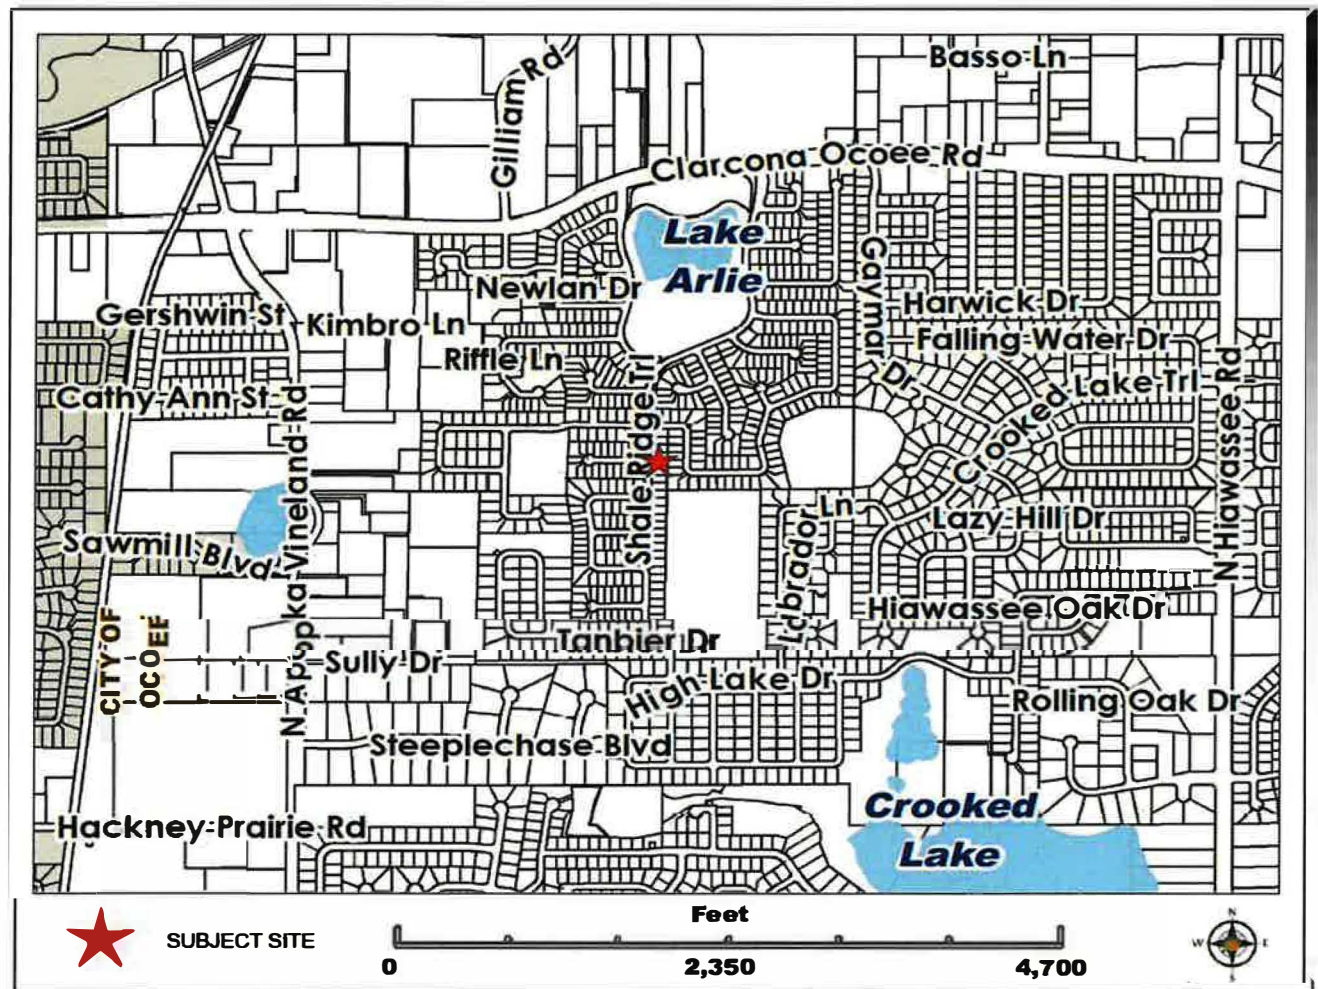 Basso Ln
Gilliam Rd
Clarcona Ocoee Rd
Lake
Arlie
Gaymar Dr
Newlan Dr
Harwick Dr
Gershwin St
Kimbro Ln
Falling Water Dr
Riffle Ln
Shale Ridge Trl
Crooked Lake Trl
Cathy Ann St
N Hiawassee Rd
N Apopka Vineland Rd
Labrador Ln
Lazy Hill Dr
Sawmill Blvd
Hiawassee Oak Dr
CITY OF
OCOEE
Tanbier Dr
Sully Dr
High Lake Dr
Rolling Oak Dr
Steeplechase Blvd
Crooked
Lake
Hackney Prairie Rd
SUBJECT SITE
Feet
0 2,350 4,700
N
W E
S